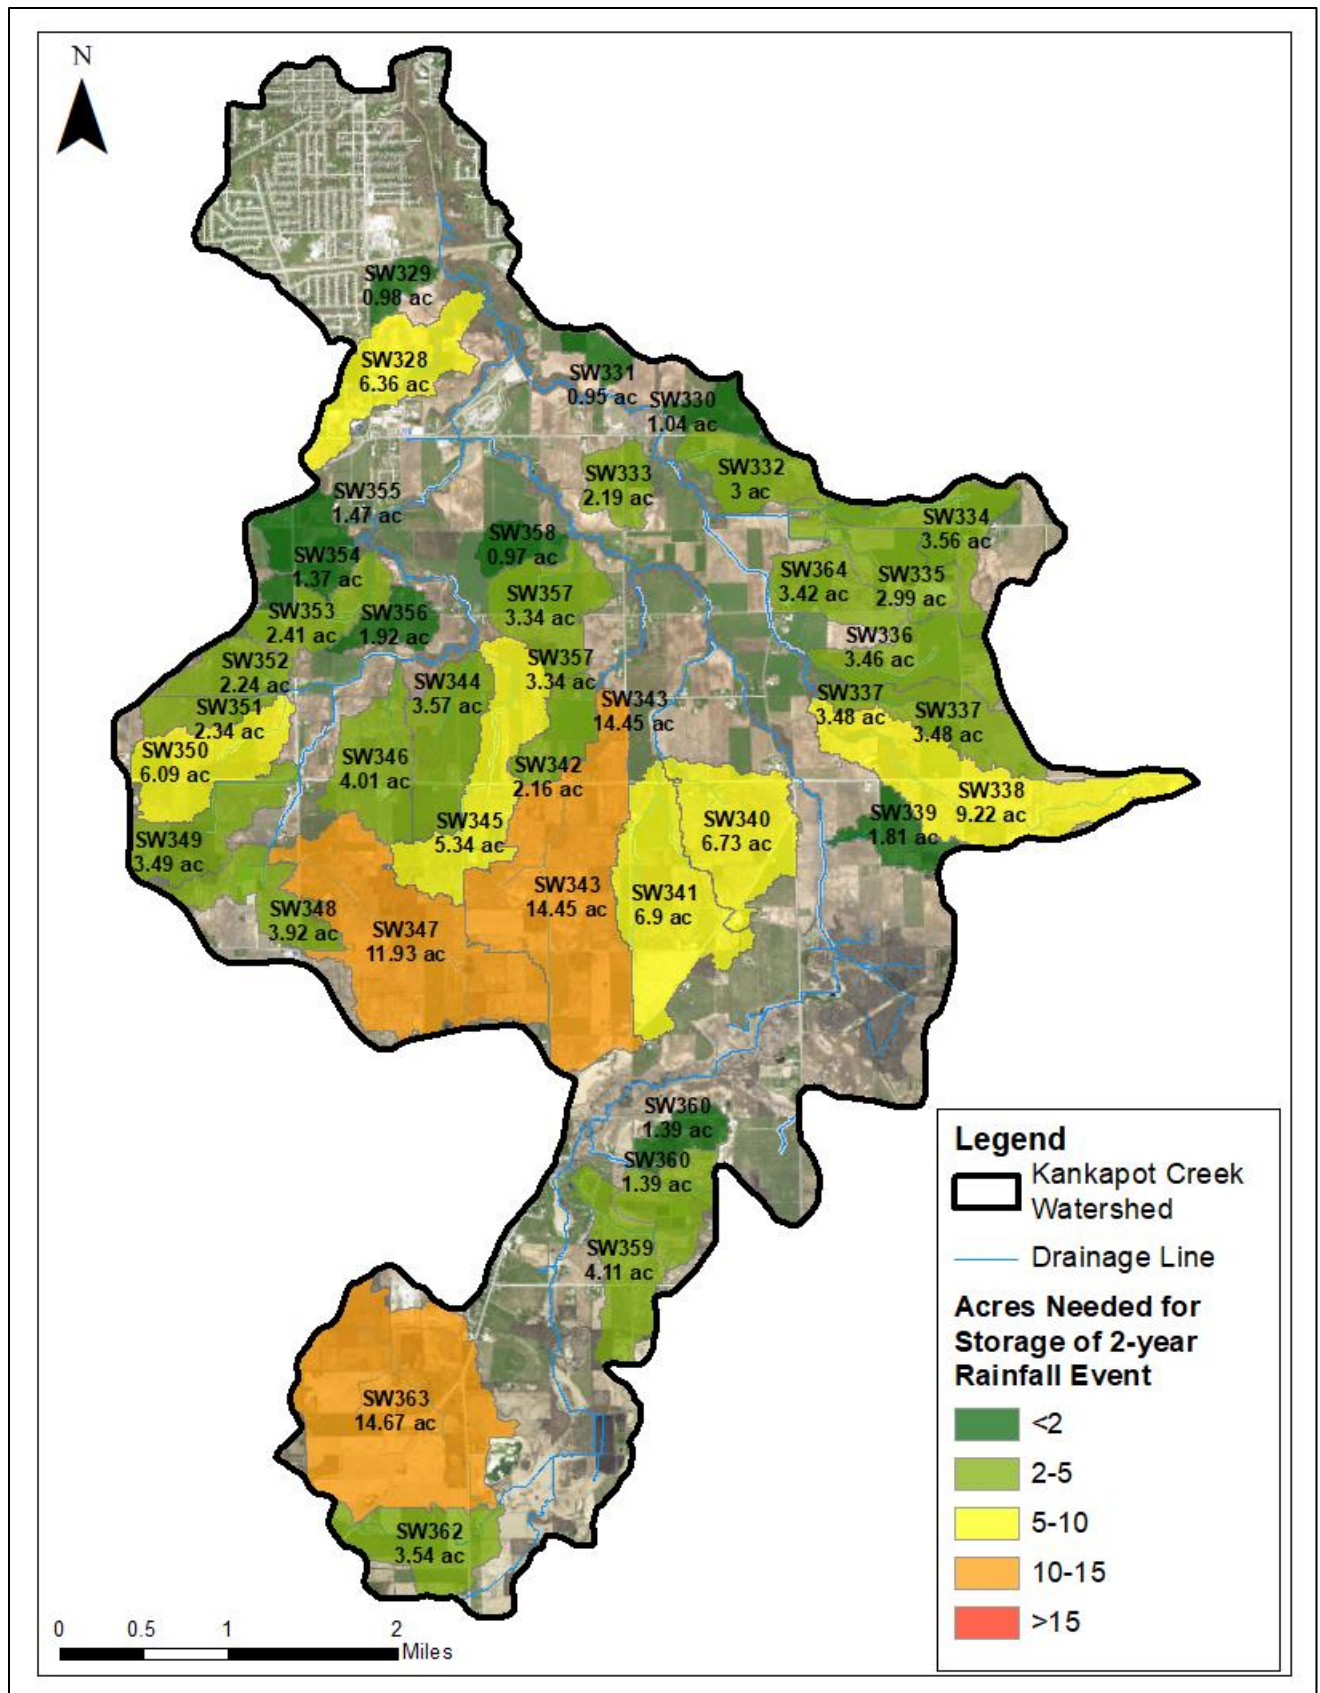 N
SW329
0.98 ac
SW328
6.36 ac
SW331
0.95 ac
SW330
1.04 ac
SW333
2.19 ac
SW332
3 ac
SW355
1.47 ac
SW334
3.56 ac
SW358
0.97 ac
SW354
1.37 ac
SW364
3.42 ac
SW335
2.99 ac
SW357
3.34 ac
SW353
2.41 ac
SW356
1.92 ac
SW336
3.46 ac
SW352
2.24 ac
SW357
3.34 ac
SW344
3.57 ac
SW343
14.45 ac
SW337
3.48 ac
SW337
3.48 ac
SW351
2.34 ac
SW350
6.09 ac
SW346
4.01 ac
SW342
2.16 ac
SW338
9.22 ac
SW339
1.81 ac
SW340
6.73 ac
SW345
5.34 ac
SW349
3.49 ac
SW343
14.45 ac
SW341
6.9 ac
SW348
3.92 ac
SW347
11.93 ac
SW360
1.39 ac
SW360
1.39 ac
SW359
4.11 ac
SW363
14.67 ac
SW362
3.54 ac
Legend
Kankapot Creek
Watershed
Drainage Line
Acres Needed for
Storage of 2-year
Rainfall Event
<2
2-5
5-10
10-15
>15
0 0.5 1 2
Miles